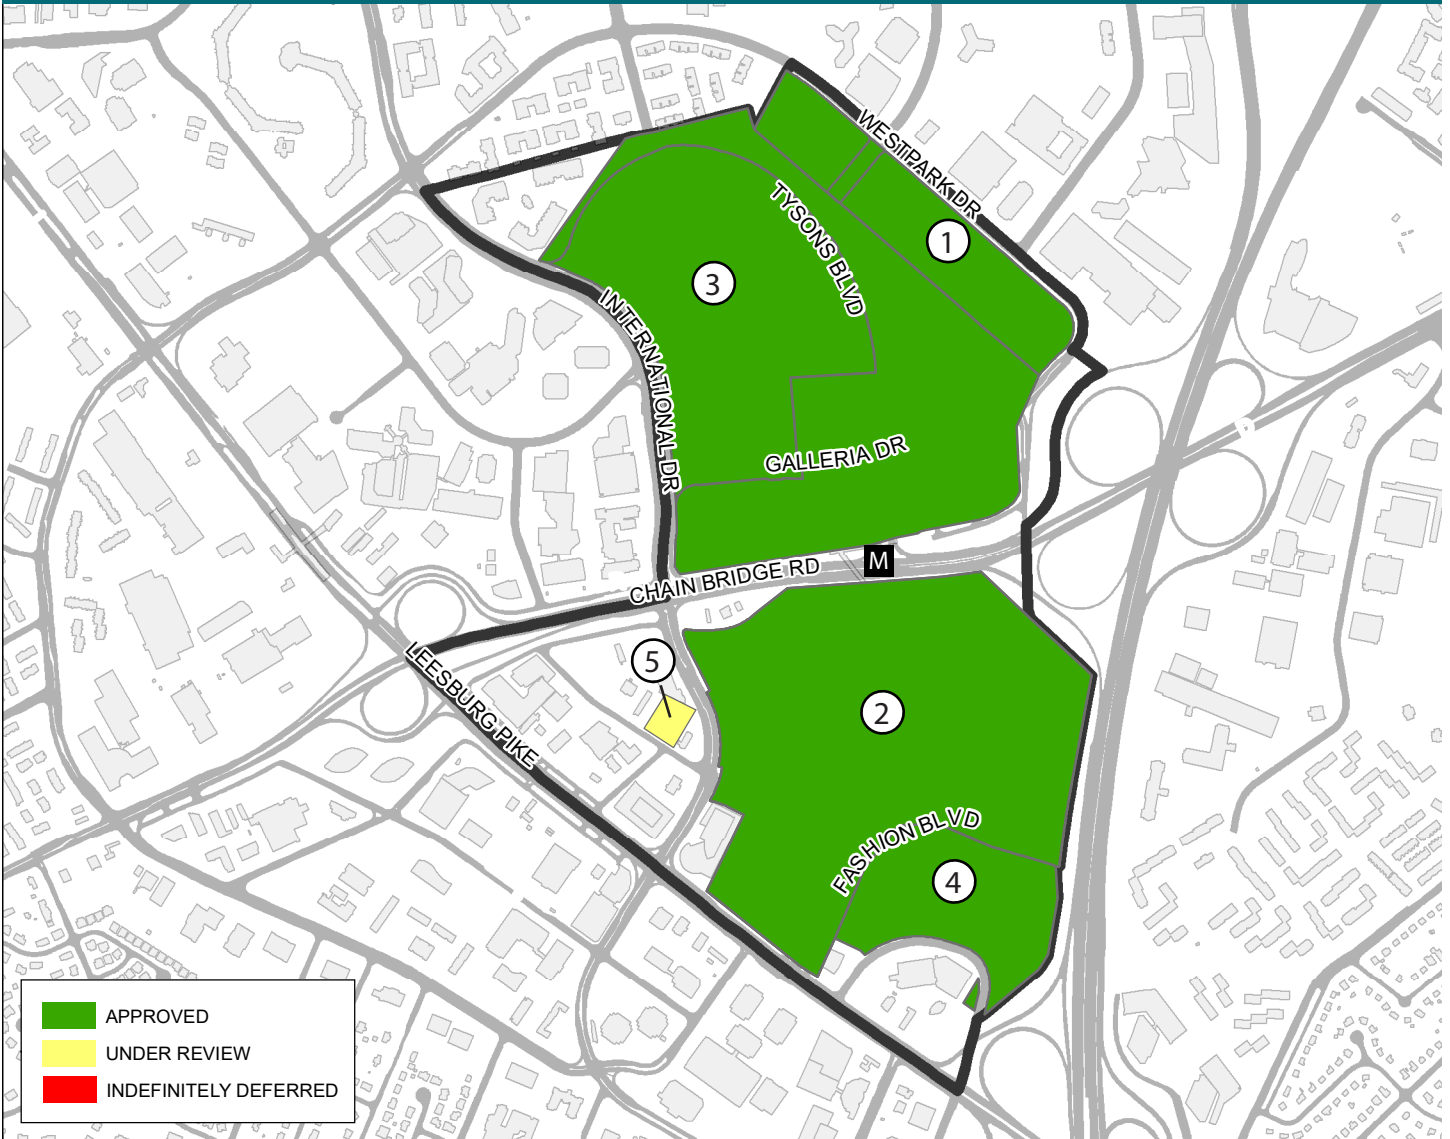 WESTPARK DR
1
TYSONS BLVD
3
INTERNATIONAL DR
GALLERIA DR
M
CHAIN BRIDGE RD
5
LEESBURG PIKE
2
FASHION BLVD
4
APPROVED
UNDER REVIEW
INDEFINITELY DEFERRED